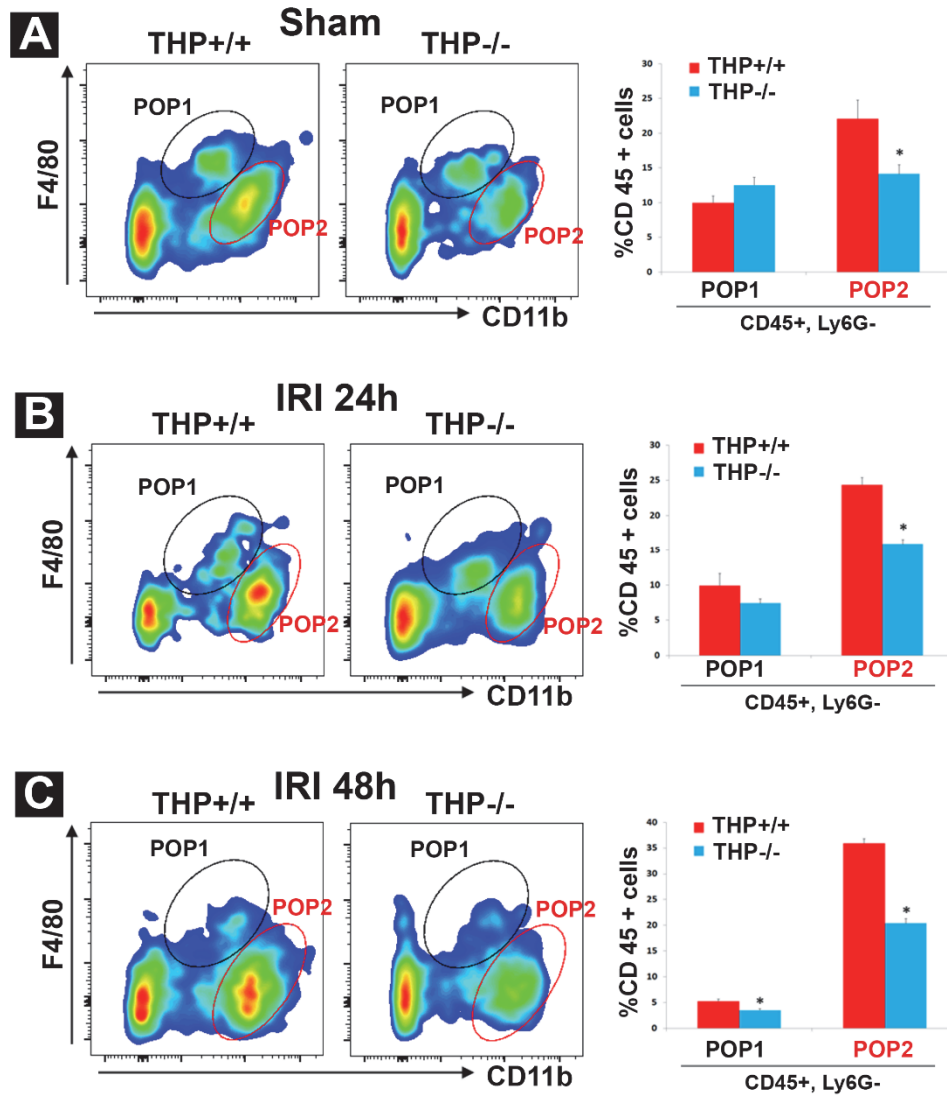 A
Sham
THP+/+
THP-/-
F4/80
POP1
POP2
POP1
POP2
CD11b
THP+/+
THP-/-
%CD 45 + cells
30
25
20
15
10
5
0
*
POP1
POP2
CD45+, Ly6G-
B
IRI 24h
THP+/+
THP-/-
F4/80
POP1
POP2
POP1
POP2
CD11b
THP+/+
THP-/-
%CD 45 + cells
30
25
20
15
10
5
0
*
POP1
POP2
CD45+, Ly6G-
C
IRI 48h
THP+/+
THP-/-
F4/80
POP1
POP2
POP1
POP2
CD11b
THP+/+
THP-/-
%CD 45 + cells
40
35
30
25
20
15
10
5
0
*
*
POP1
POP2
CD45+, Ly6G-